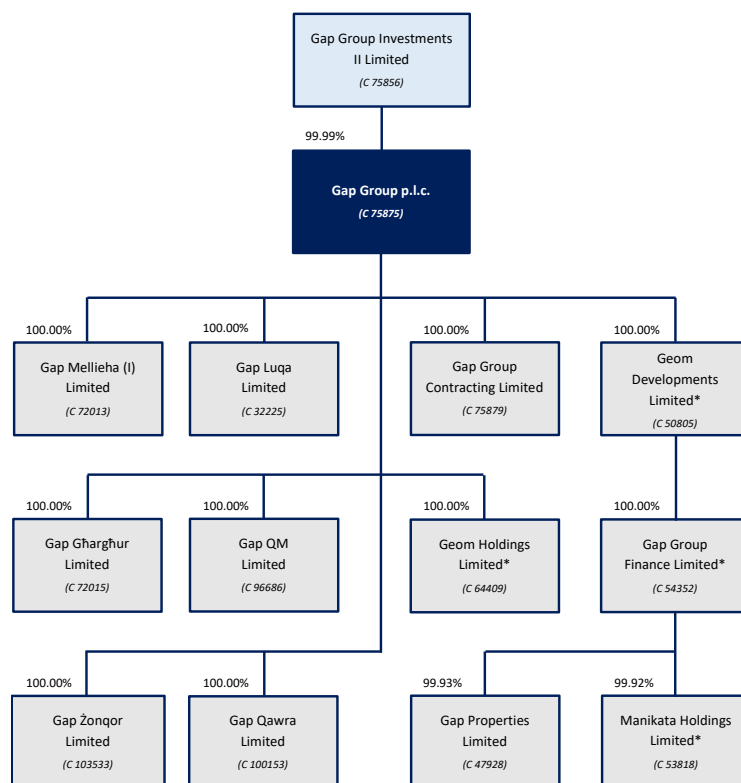 Gap Group Investments
II Limited
(C 75856)
99.99%
Gap Group p.l.c.
(C 75875)
100.00%
Gap Mellieha (I)
Limited
(C 72013)
100.00%
Gap Luqa
Limited
(C 32225)
100.00%
Gap Group
Contracting Limited
(C 75879)
100.00%
Geom
Developments
Limited*
(C 50805)
100.00%
Gap Għargħur
Limited
(C 72015)
100.00%
Gap QM
Limited
(C 96686)
100.00%
Geom Holdings
Limited*
(C 64409)
100.00%
Gap Group
Finance Limited*
(C 54352)
100.00%
Gap Żonqor
Limited
(C 103533)
100.00%
Gap Qawra
Limited
(C 100153)
99.93%
Gap Properties
Limited
(C 47928)
99.92%
Manikata Holdings
Limited*
(C 53818)